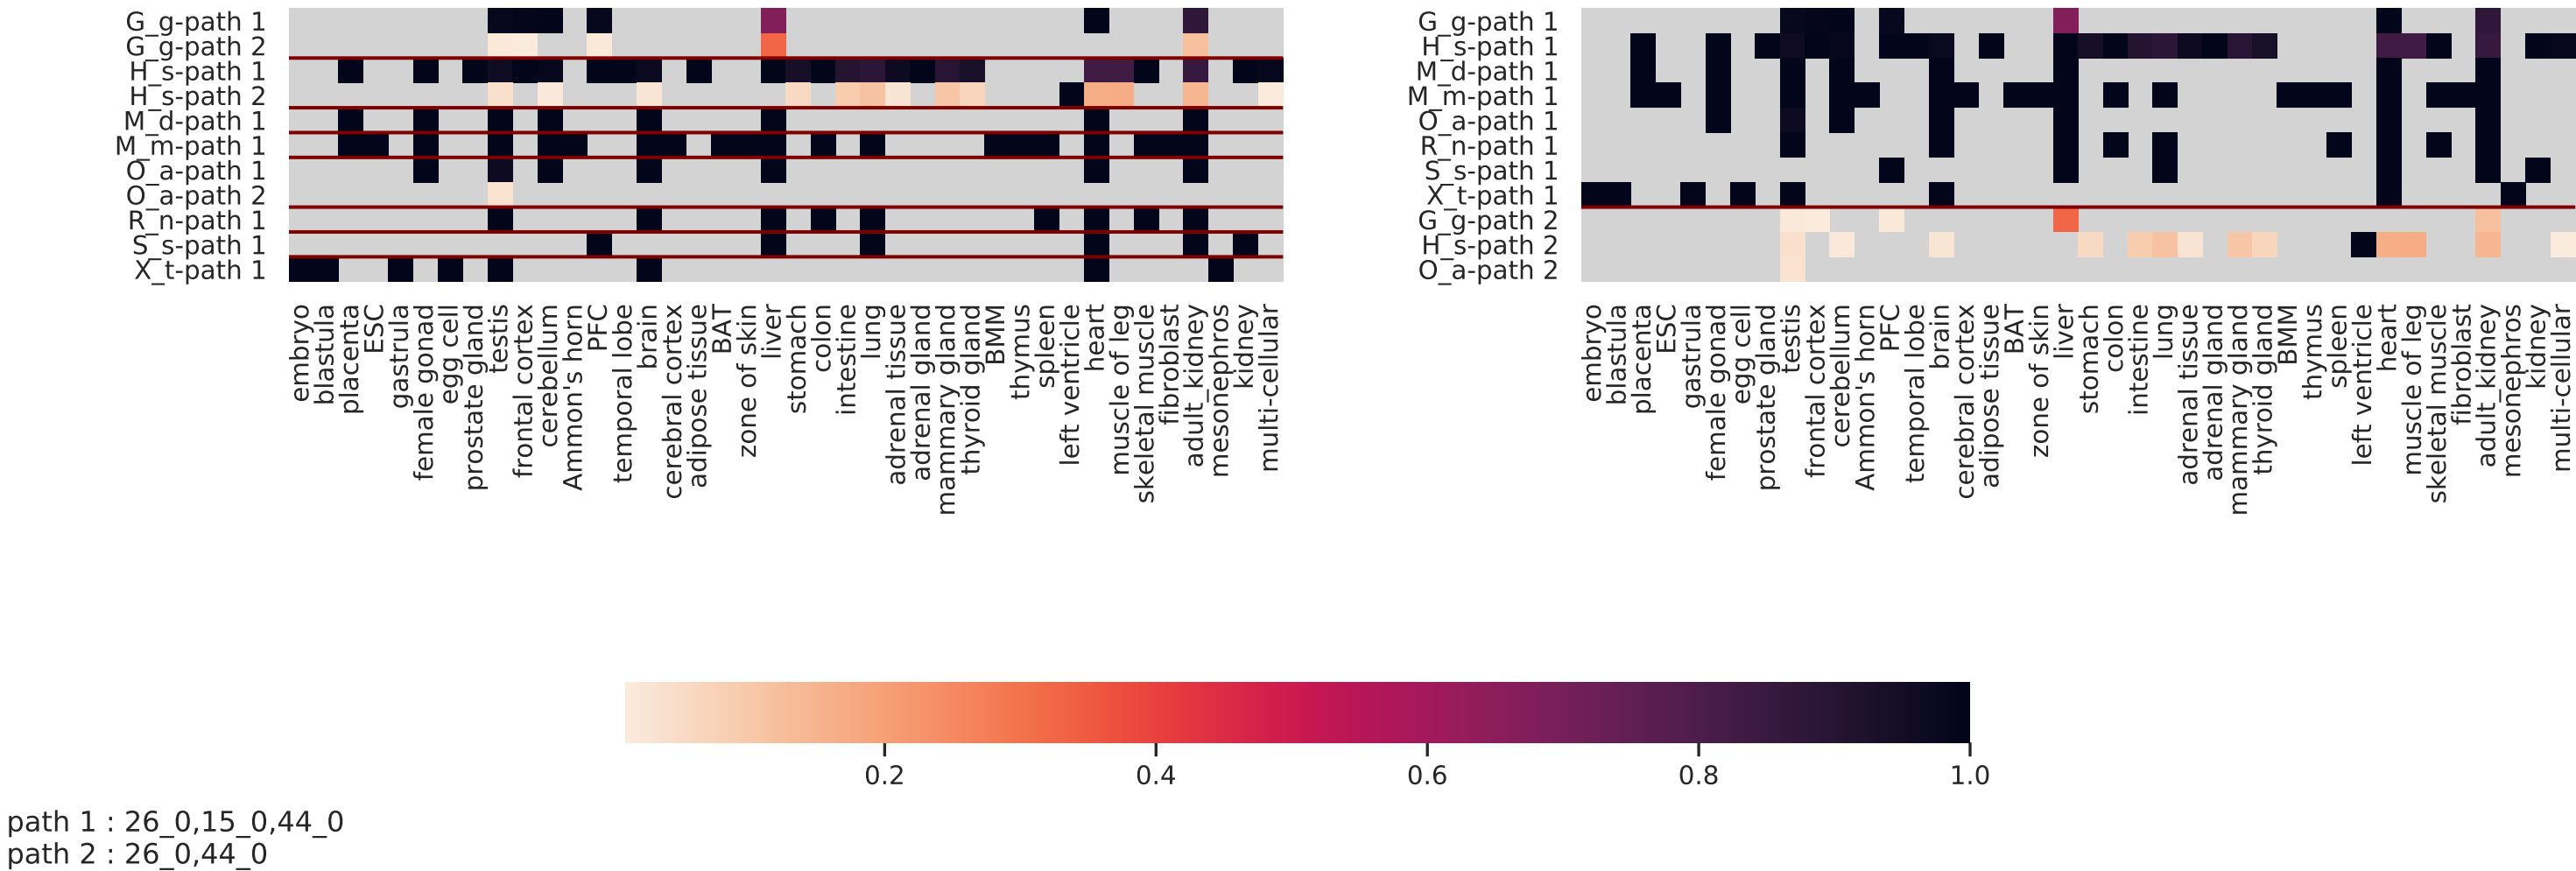 G_g-path 1
G_g-path 2
H_s-path 1
H_s-path 2
M_d-path 1
M_m-path 1
O_a-path 1
O_a-path 2
R_n-path 1
S_s-path 1
X_t-path 1
embryo
blastula
placenta
ESC
gastrula
female gonad
egg cell
prostate gland
testis
frontal cortex
cerebellum
Ammon's horn
PFC
temporal lobe
brain
cerebral cortex
adipose tissue
BAT
zone of skin
liver
stomach
colon
intestine
lung
adrenal tissue
adrenal gland
mammary gland
thyroid gland
BMM
thymus
spleen
left ventricle
heart
muscle of leg
skeletal muscle
fibroblast
adult_kidney
mesonephros
kidney
multi-cellular
G_g-path 1
H_s-path 1
M_d-path 1
M_m-path 1
O_a-path 1
R_n-path 1
S_s-path 1
X_t-path 1
G_g-path 2
H_s-path 2
O_a-path 2
embryo
blastula
placenta
ESC
gastrula
female gonad
egg cell
prostate gland
testis
frontal cortex
cerebellum
Ammon's horn
PFC
temporal lobe
brain
cerebral cortex
adipose tissue
BAT
zone of skin
liver
stomach
colon
intestine
lung
adrenal tissue
adrenal gland
mammary gland
thyroid gland
BMM
thymus
spleen
left ventricle
heart
muscle of leg
skeletal muscle
fibroblast
adult_kidney
mesonephros
kidney
multi-cellular
0.2 0.4 0.6 0.8 1.0
path 1 : 26_0,15_0,44_0
path 2 : 26_0,44_0